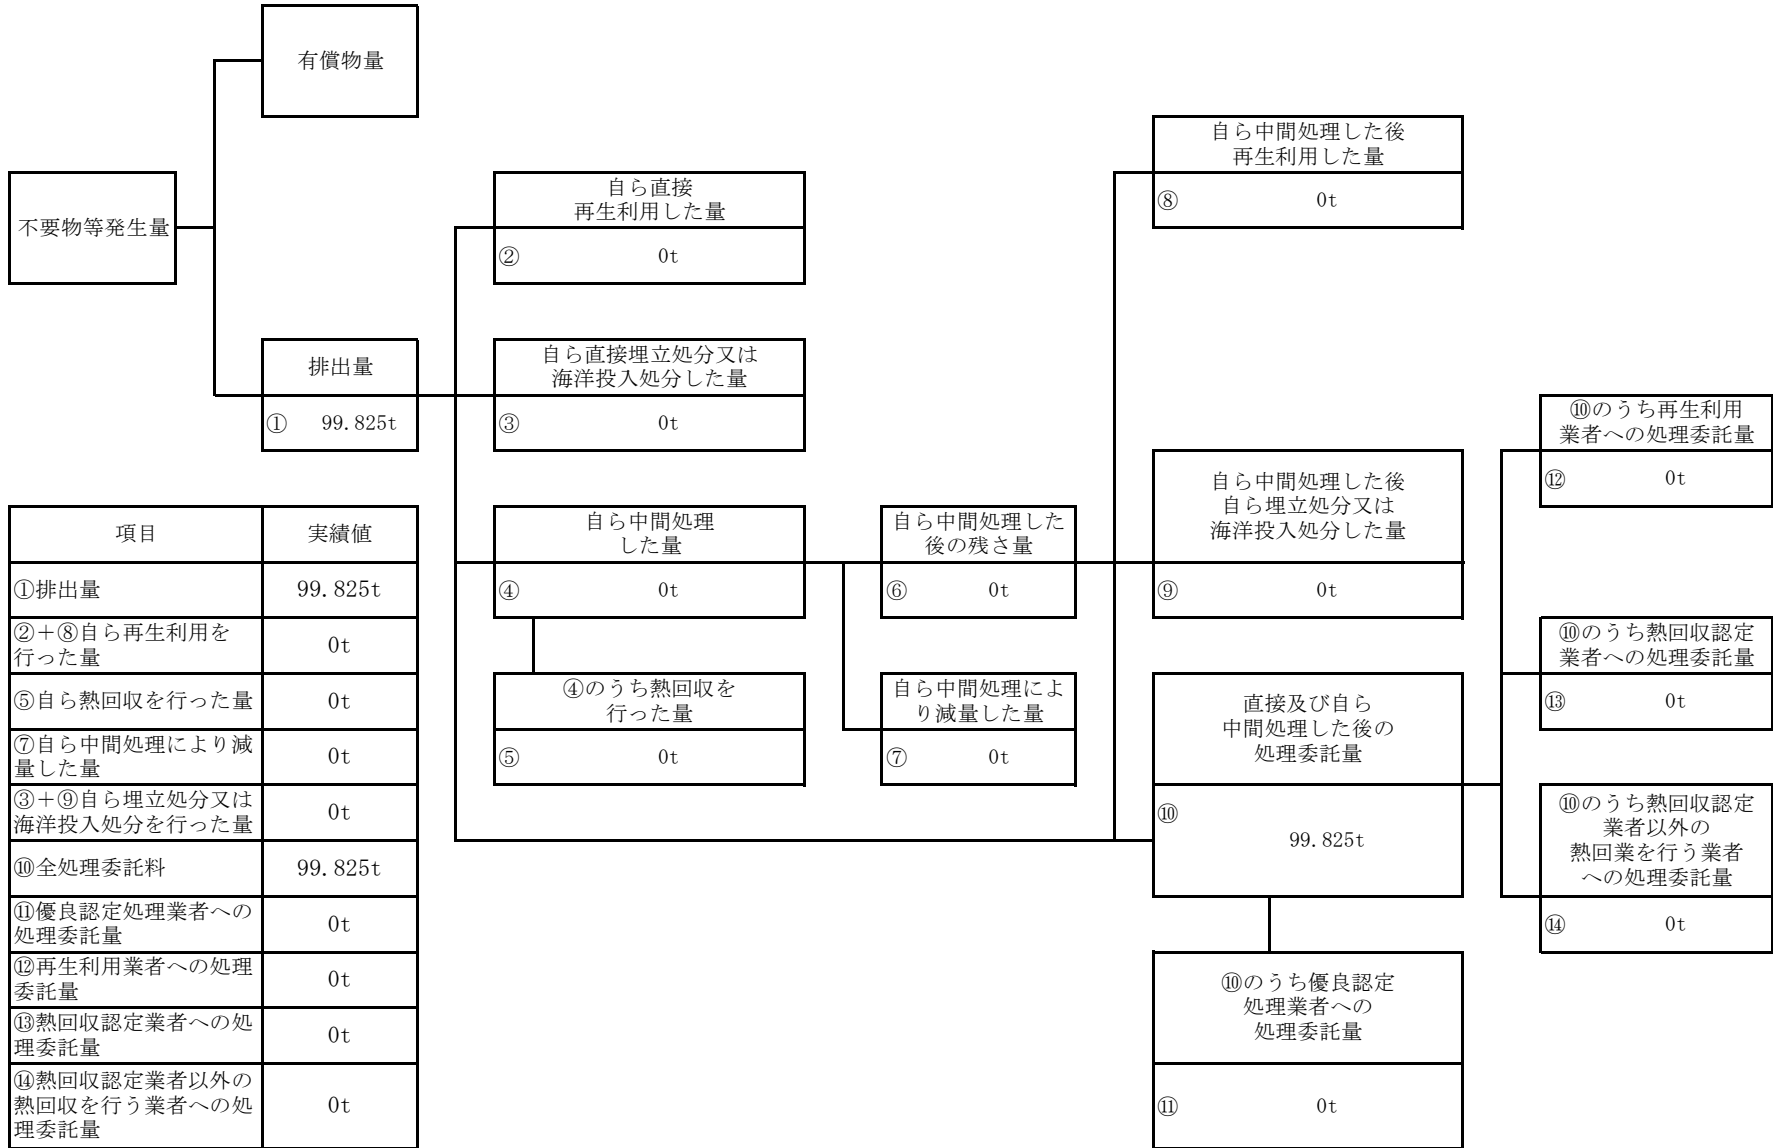 有償物量
不要物等発生量
排出量
① 99.825t
自ら直接
再生利用した量
② 0t
自ら直接埋立処分又は
海洋投入処分した量
③ 0t
自ら中間処理
した量
④ 0t
④のうち熱回収を
行った量
⑤ 0t
自ら中間処理した
後の残さ量
⑥ 0t
自ら中間処理によ
り減量した量
⑦ 0t
自ら中間処理した後
再生利用した量
⑧ 0t
自ら中間処理した後
自ら埋立処分又は
海洋投入処分した量
⑨ 0t
直接及び自ら
中間処理した後の
処理委託量
⑩
99.825t
⑩のうち優良認定
処理業者への
処理委託量
⑪ 0t
⑩のうち再生利用
業者への処理委託量
⑫ 0t
⑩のうち熱回収認定
業者への処理委託量
⑬ 0t
⑩のうち熱回収認定
業者以外の
熱回業を行う業者
への処理委託量
⑭ 0t
項目 実績値
①排出量 99.825t
②＋⑧自ら再生利用を
行った量 0t
⑤自ら熱回収を行った量 0t
⑦自ら中間処理により減
量した量 0t
③＋⑨自ら埋立処分又は
海洋投入処分を行った量 0t
⑩全処理委託料 99.825t
⑪優良認定処理業者への
処理委託量 0t
⑫再生利用業者への処理
委託量 0t
⑬熱回収認定業者への処
理委託量 0t
⑭熱回収認定業者以外の
熱回収を行う業者への処
理委託量 0t